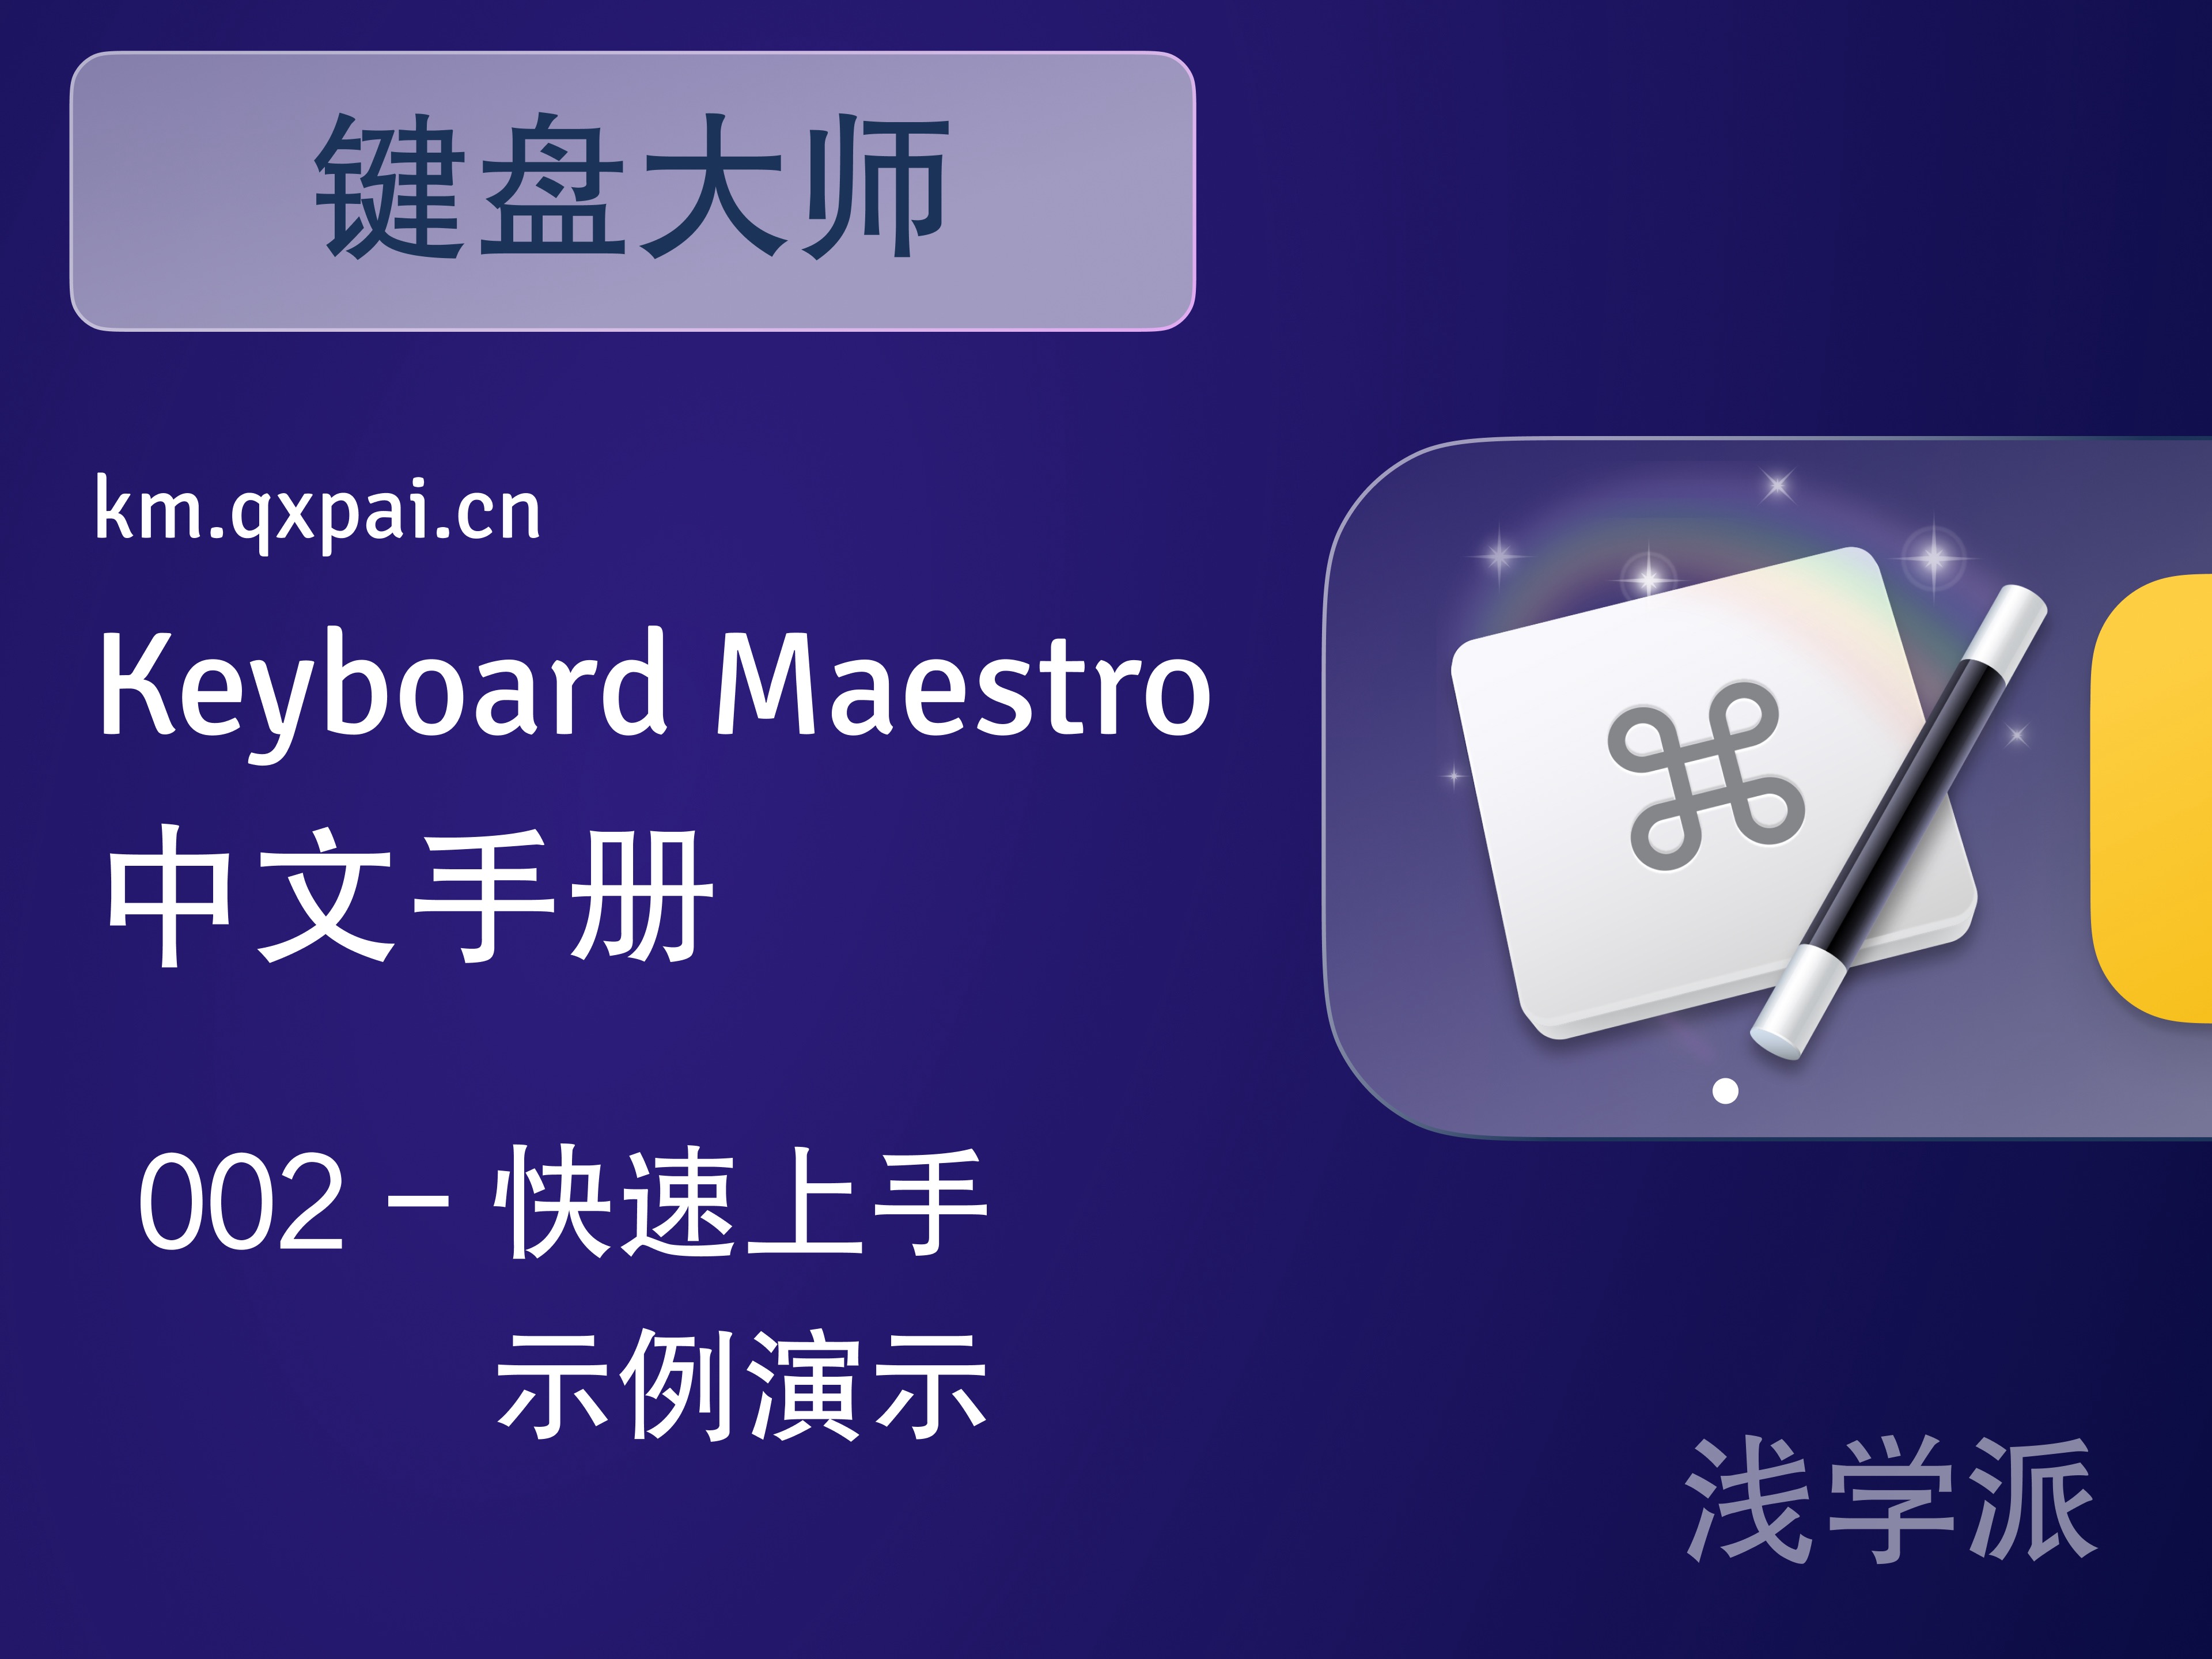 键盘大师
km.qxpai.cn
Keyboard Maestro
中文手册
002 - 快速上手
示例演示
浅学派